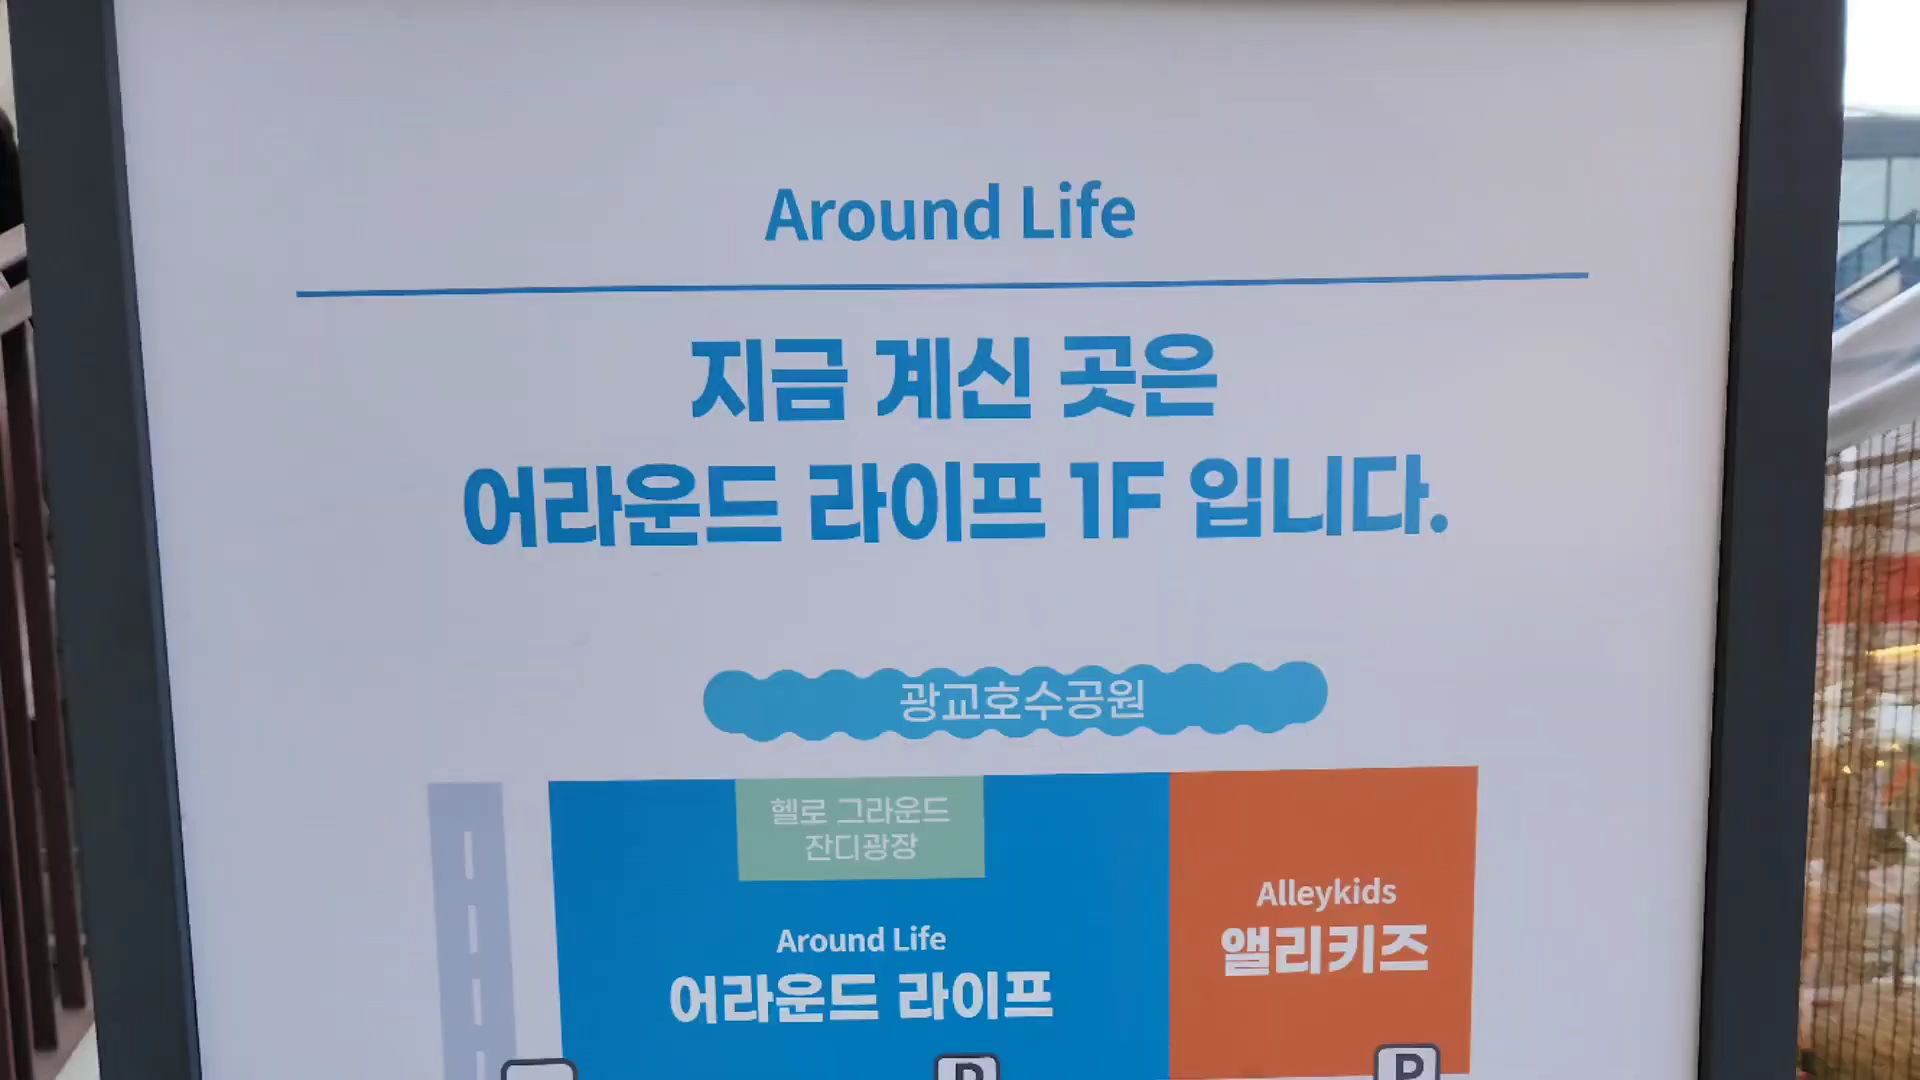 Around Life
지금 계신 곳은
어라운드 라이프 1F 입니다.
광교호수공원
헬로 그라운드
잔디광장
Around Life
어라운드 라이프
Alleykids
앨리키즈
P
P